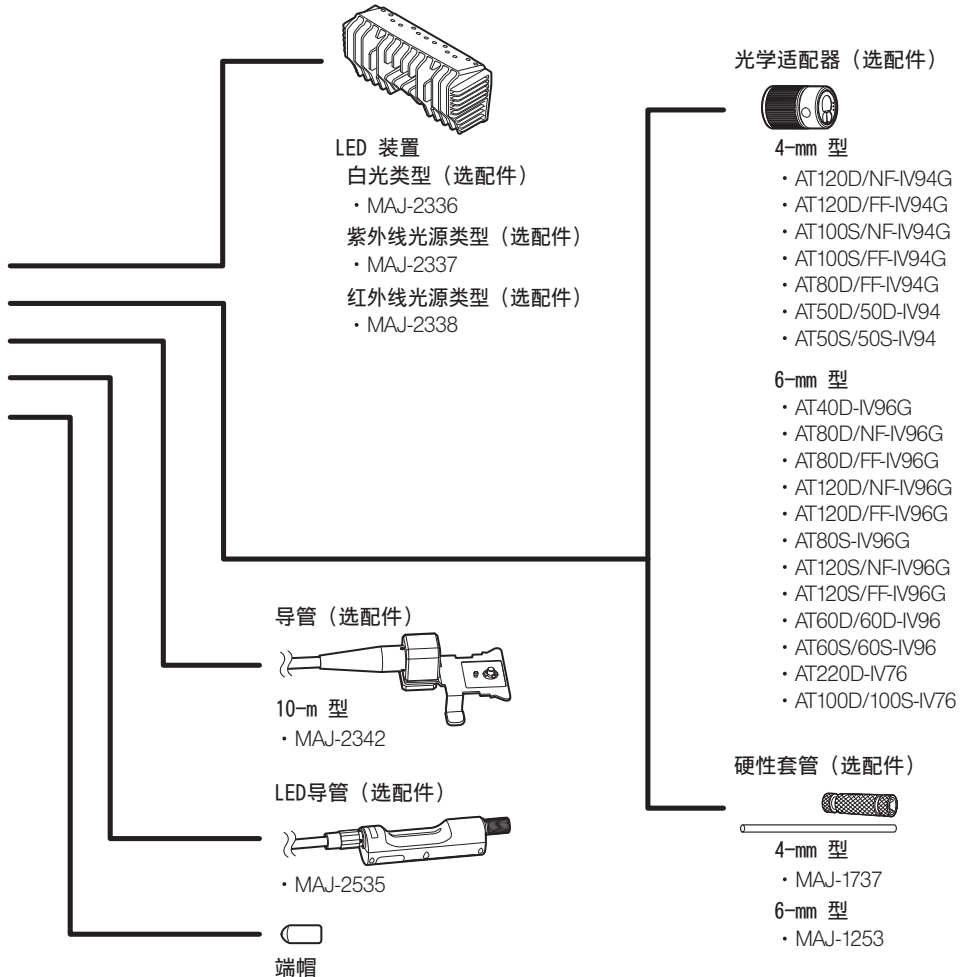 LED 装置
白光类型（选配件）
・MAJ-2336
紫外线光源类型（选配件）
・MAJ-2337
红外线光源类型（选配件）
・MAJ-2338
导管（选配件）
10-m 型
・MAJ-2342
LED导管（选配件）
・MAJ-2535
端帽
光学适配器（选配件）
4-mm 型
・AT120D/NF-IV94G
・AT120D/FF-IV94G
・AT100S/NF-IV94G
・AT100S/FF-IV94G
・AT80D/FF-IV94G
・AT50D/50D-IV94
・AT50S/50S-IV94
6-mm 型
・AT40D-IV96G
・AT80D/NF-IV96G
・AT80D/FF-IV96G
・AT120D/NF-IV96G
・AT120D/FF-IV96G
・AT80S-IV96G
・AT120S/NF-IV96G
・AT120S/FF-IV96G
・AT60D/60D-IV96
・AT60S/60S-IV96
・AT220D-IV76
・AT100D/100S-IV76
硬性套管（选配件）
4-mm 型
・MAJ-1737
6-mm 型
・MAJ-1253